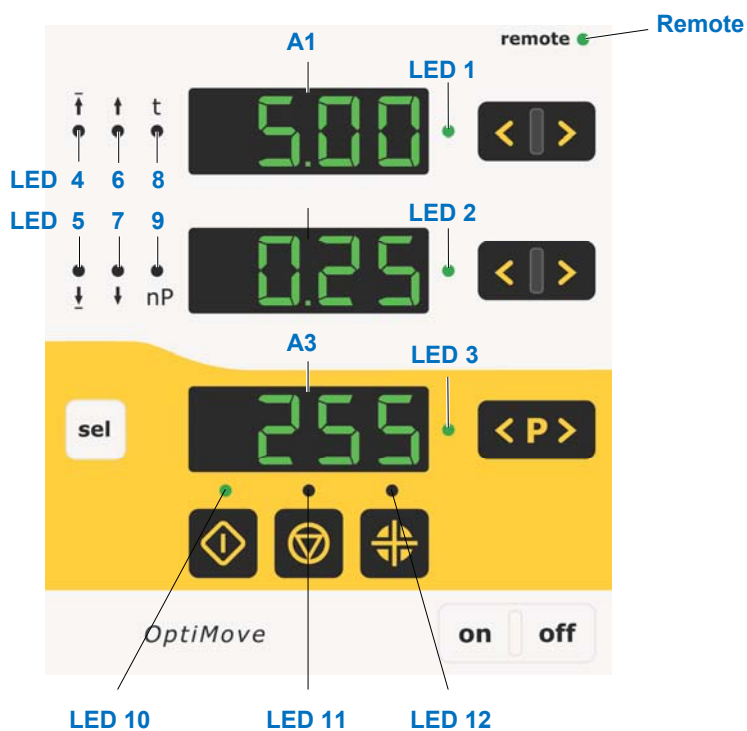 remote
Remote
A1
LED 1
t
5.00
< >
LED 4 6 8
LED 5 7 9
LED 2
0.25
< >
nP
A3
LED 3
sel
255
< P >
OptiMove
on off
LED 10 LED 11 LED 12